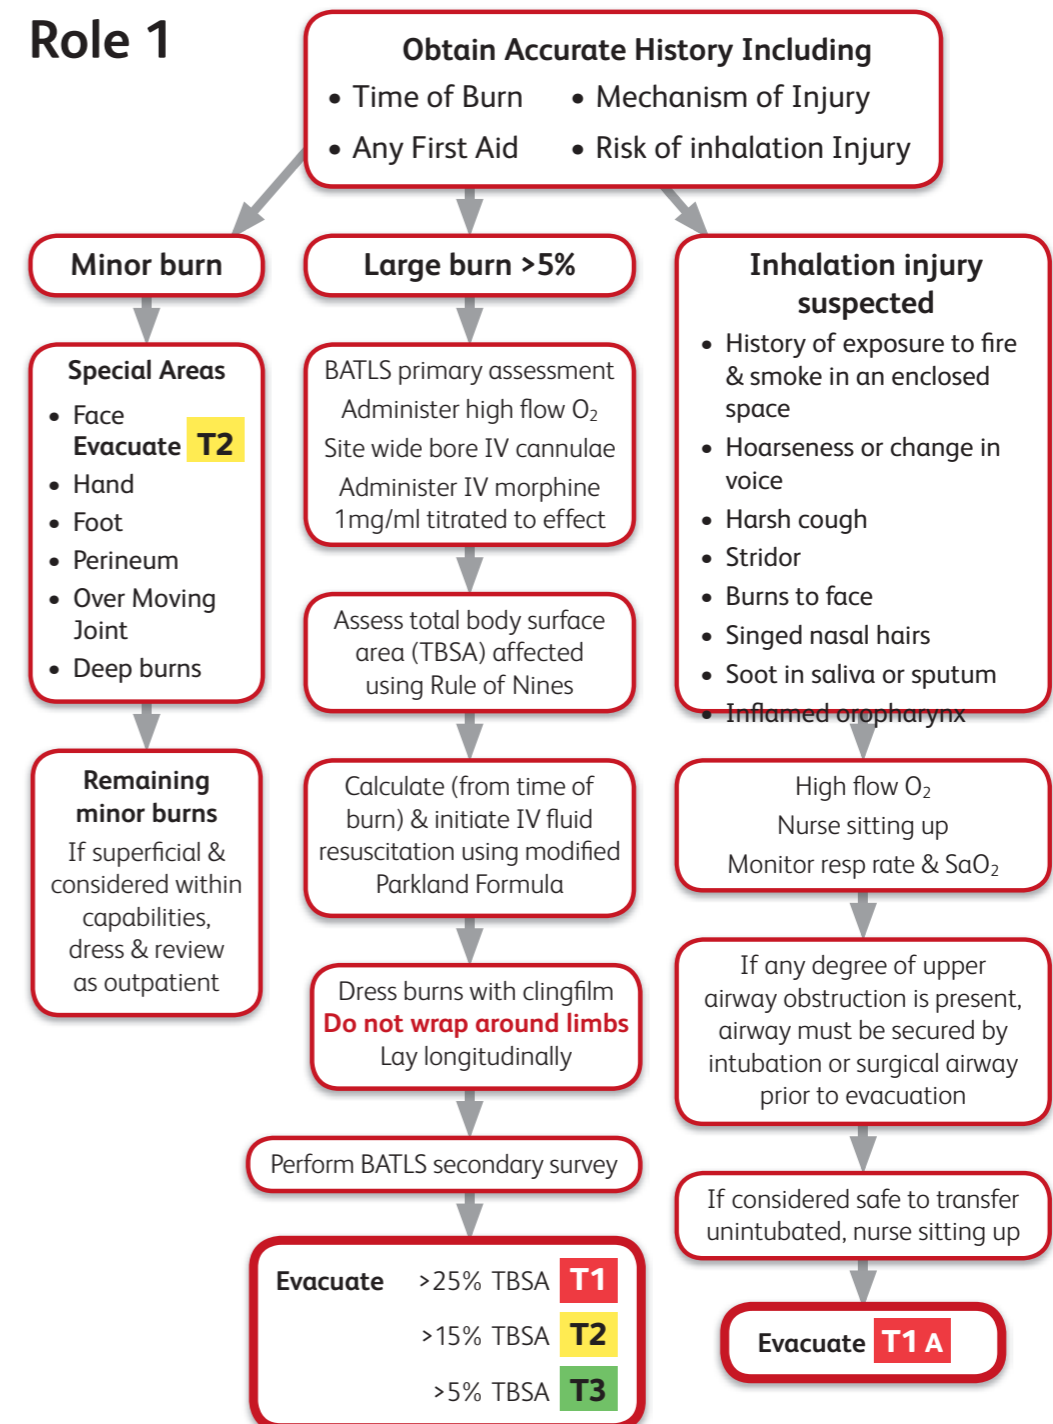 Role 1
Obtain Accurate History Including
• Time of Burn • Mechanism of Injury
• Any First Aid • Risk of inhalation Injury
Minor burn
Special Areas
• Face
Evacuate T2
• Hand
• Foot
• Perineum
• Over Moving
Joint
• Deep burns
Remaining
minor burns
If superficial &
considered within
capabilities,
dress & review
as outpatient
Large burn >5%
BATLS primary assessment
Administer high flow O₂
Site wide bore IV cannulae
Administer IV morphine
1mg/ml titrated to effect
Assess total body surface
area (TBSA) affected
using Rule of Nines
Calculate (from time of
burn) & initiate IV fluid
resuscitation using modified
Parkland Formula
Dress burns with clingfilm
Do not wrap around limbs
Lay longitudinally
Perform BATLS secondary survey
Evacuate >25% TBSA T1
>15% TBSA T2
>5% TBSA T3
Inhalation injury
suspected
• History of exposure to fire
& smoke in an enclosed
space
• Hoarseness or change in
voice
• Harsh cough
• Stridor
• Burns to face
• Singed nasal hairs
• Soot in saliva or sputum
• Inflamed oropharynx
High flow O₂
Nurse sitting up
Monitor resp rate & SaO₂
If any degree of upper
airway obstruction is present,
airway must be secured by
intubation or surgical airway
prior to evacuation
If considered safe to transfer
unintubated, nurse sitting up
Evacuate T1 A